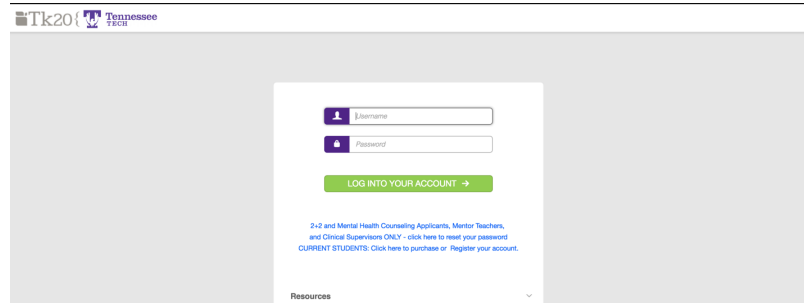 Tk20{ T Tennessee
TECH
Username
Password
LOG INTO YOUR ACCOUNT →
2+2 and Mental Health Counseling Applicants, Mentor Teachers,
and Clinical Supervisors ONLY - click here to reset your password
CURRENT STUDENTS: Click here to purchase or Register your account.
Resources